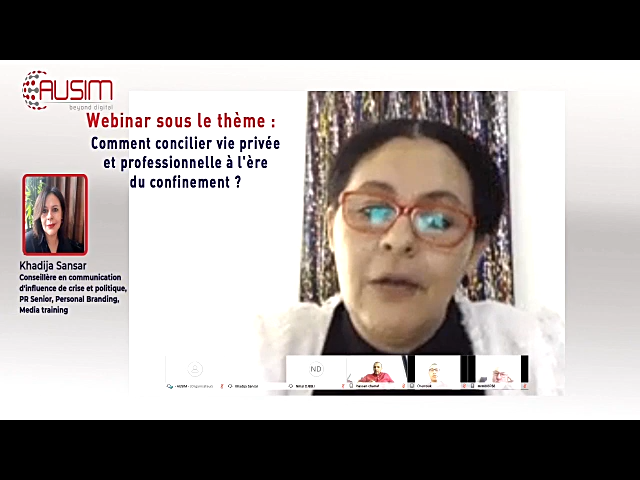 AUSIM
beyond digital
Webinar sous le thème :
Comment concilier vie privée
et professionnelle à l'ère
du confinement ?
Khadija Sansar
Conseillère en communication
d'influence de crise et politique,
PR Senior, Personal Branding,
Media training
ND